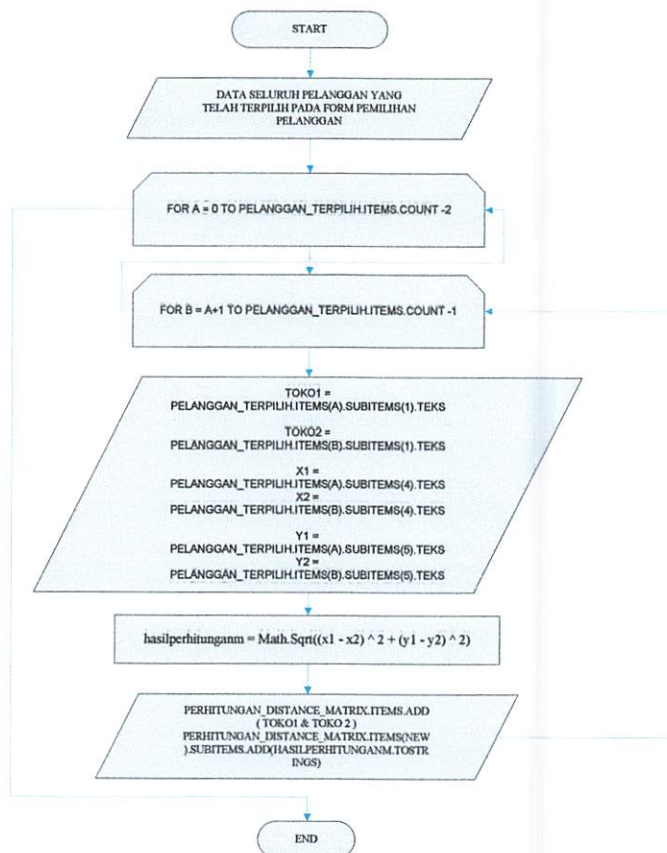 START
DATA SELURUH PELANGGAN YANG
TELAH TERPILIH PADA FORM PEMILIHAN
PELANGGAN
FOR A = 0 TO PELANGGAN_TERPILIH.ITEMS.COUNT -2
FOR B = A+1 TO PELANGGAN_TERPILIH.ITEMS.COUNT -1
TOKO1 =
PELANGGAN_TERPILIH.ITEMS(A).SUBITEMS(1).TEKS
TOKO2 =
PELANGGAN_TERPILIH.ITEMS(B).SUBITEMS(1).TEKS
X1 =
PELANGGAN_TERPILIH.ITEMS(A).SUBITEMS(4).TEKS
X2 =
PELANGGAN_TERPILIH.ITEMS(B).SUBITEMS(4).TEKS
Y1 =
PELANGGAN_TERPILIH.ITEMS(A).SUBITEMS(5).TEKS
Y2 =
PELANGGAN_TERPILIH.ITEMS(B).SUBITEMS(5).TEKS
hasilperhitunganm = Math.Sqrt((x1 - x2) ^ 2 + (y1 - y2) ^ 2)
PERHITUNGAN_DISTANCE_MATRIX.ITEMS.ADD
( TOKO1 & TOKO 2 )
PERHITUNGAN_DISTANCE_MATRIX.ITEMS(NEW
).SUBITEMS.ADD(HASILPERHITUNGANM.TOSTR
INGS)
END